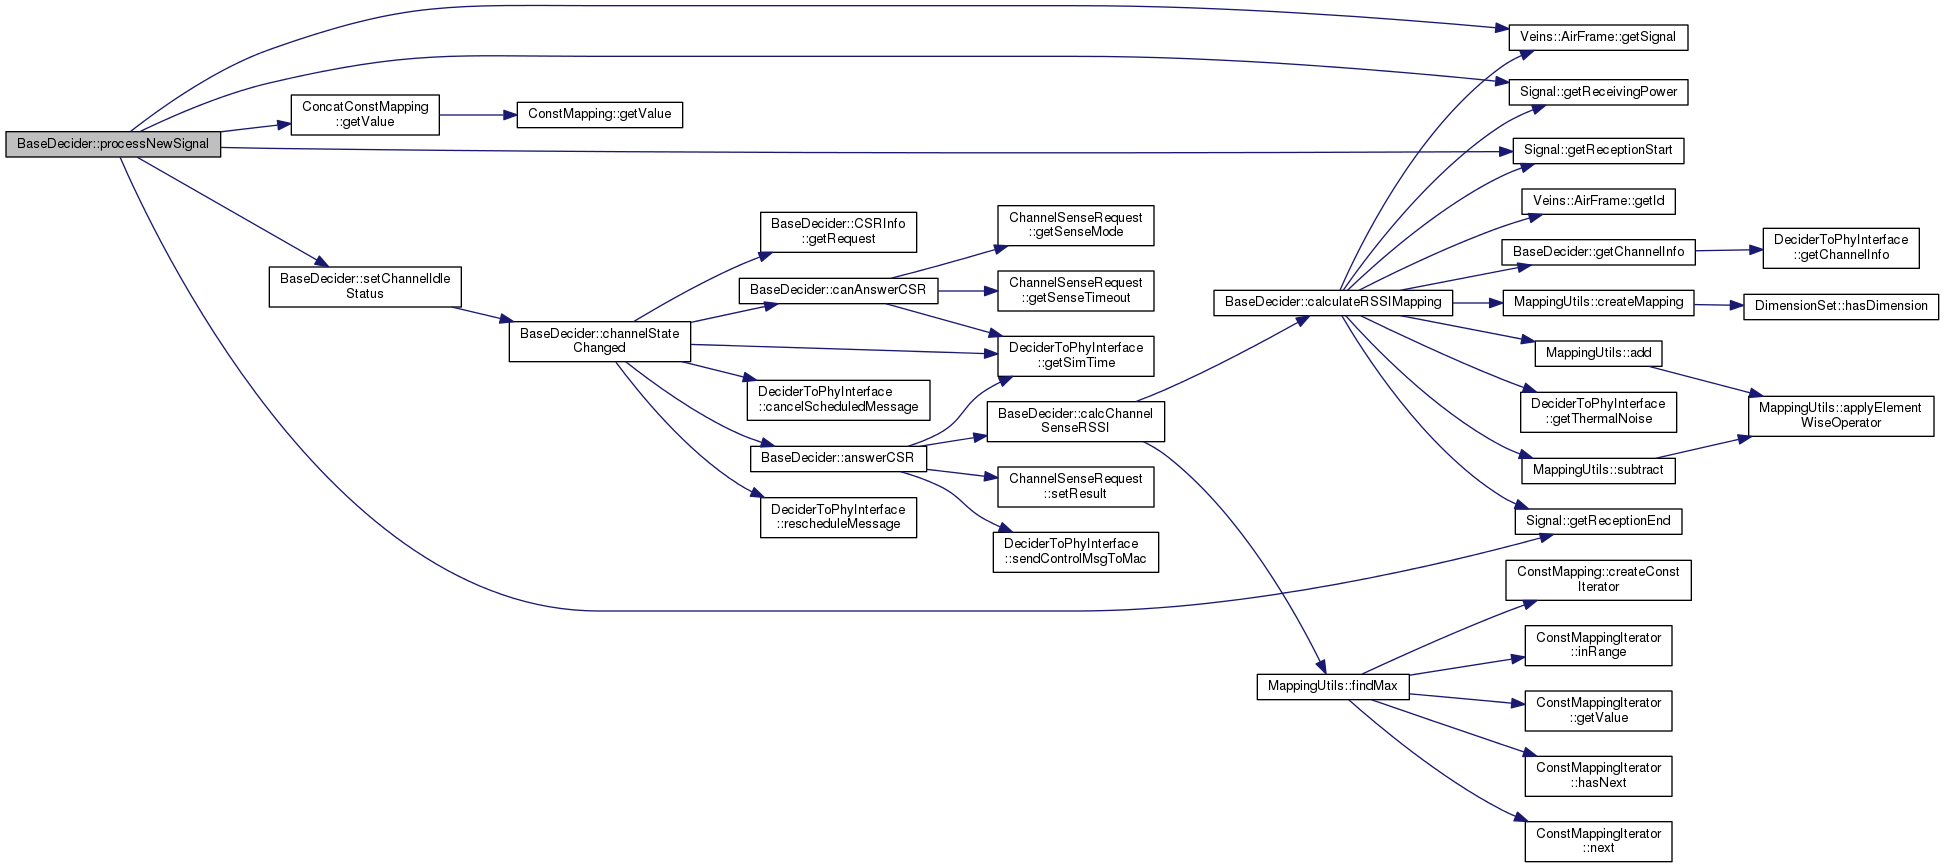 BaseDecider::processNewSignal
ConcatConstMapping
::getValue
BaseDecider::setChannelIdle
Status
ConstMapping::getValue
BaseDecider::channelState
Changed
BaseDecider::CSRInfo
::getRequest
BaseDecider::canAnswerCSR
DeciderToPhyInterface
::cancelScheduledMessage
BaseDecider::answerCSR
DeciderToPhyInterface
::rescheduleMessage
ChannelSenseRequest
::getSenseMode
ChannelSenseRequest
::getSenseTimeout
DeciderToPhyInterface
::getSimTime
BaseDecider::calcChannel
SenseRSSI
ChannelSenseRequest
::setResult
DeciderToPhyInterface
::sendControlMsgToMac
BaseDecider::calculateRSSIMapping
MappingUtils::findMax
Veins::AirFrame::getSignal
Signal::getReceivingPower
Signal::getReceptionStart
Veins::AirFrame::getId
BaseDecider::getChannelInfo
MappingUtils::createMapping
MappingUtils::add
DeciderToPhyInterface
::getThermalNoise
MappingUtils::subtract
Signal::getReceptionEnd
ConstMapping::createConst
Iterator
ConstMappingIterator
::inRange
ConstMappingIterator
::getValue
ConstMappingIterator
::hasNext
ConstMappingIterator
::next
DeciderToPhyInterface
::getChannelInfo
DimensionSet::hasDimension
MappingUtils::applyElement
WiseOperator